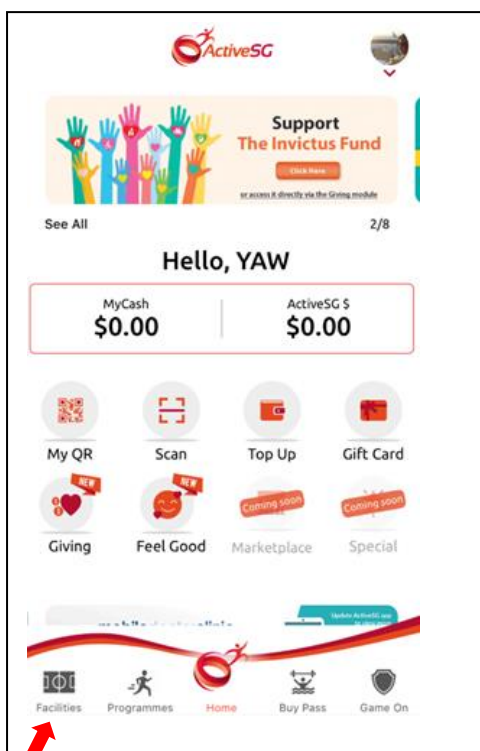 ActiveSG
Support
The Invictus Fund
Click Here
or access it directly via the Giving module
See All
2/8
Hello, YAW
MyCash
ActiveSG $
$0.00
$0.00
My QR
Scan
Top Up
Gift Card
NEW
NEW
Coming soon
Coming soon
Giving
Feel Good
Marketplace
Special
Update ActiveSG app
Facilities
Programmes
Home
Buy Pass
Game On